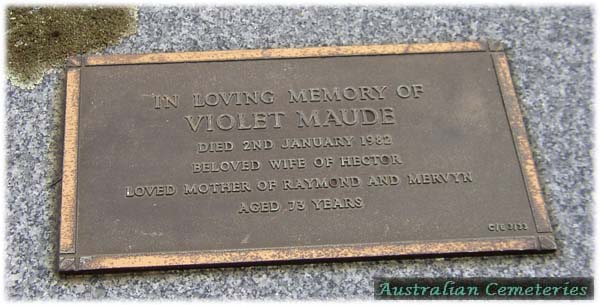 IN LOVING MEMORY OF
VIOLET MAUDE
DIED 2ND JANUARY 1982
BELOVED WIFE OF HECTOR
LOVED MOTHER OF RAYMOND AND MERVYN
AGED 73 YEARS
Australian Cemeteries